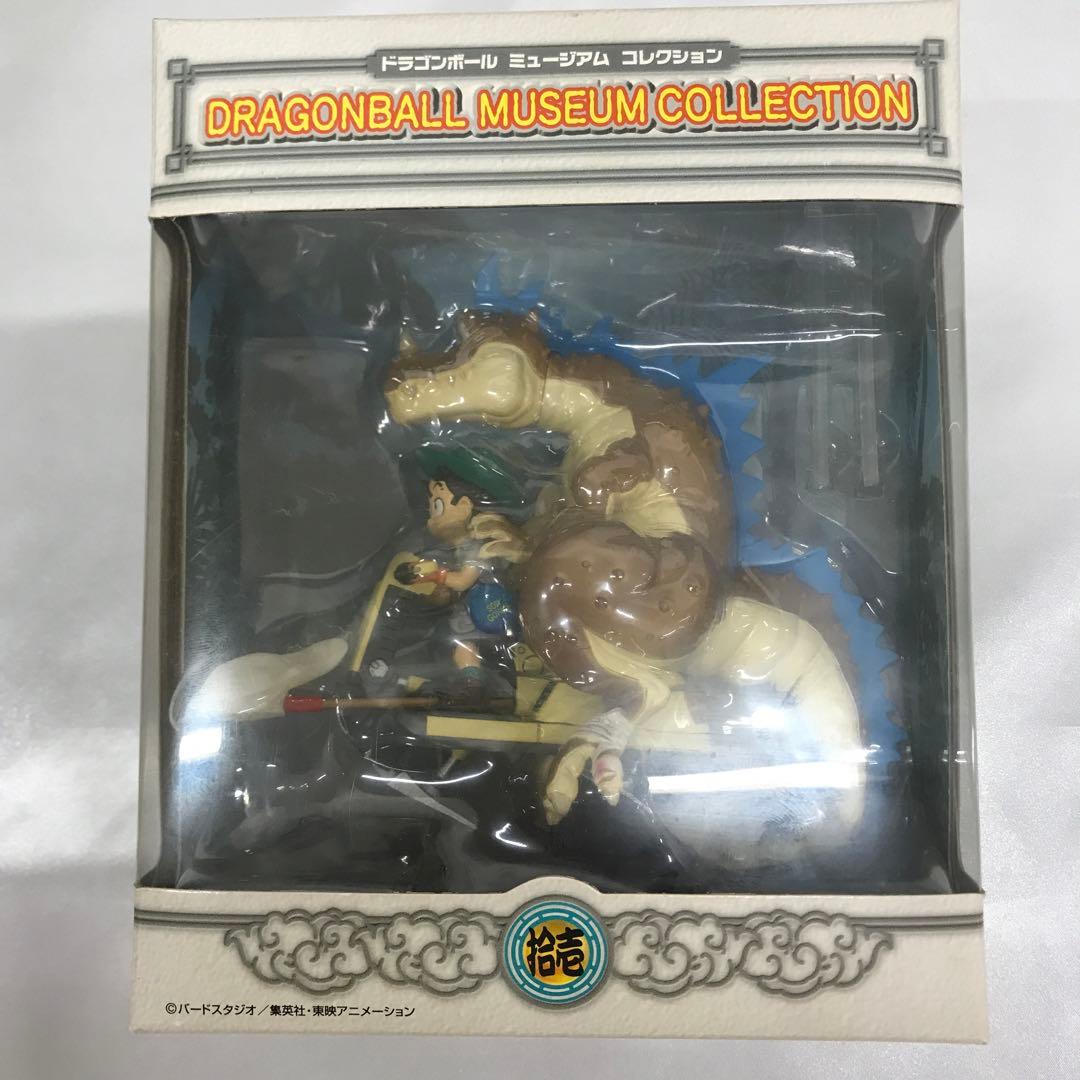 ドラゴンボール ミュージアム コレクション
DRAGONBALL MUSEUM COLLECTION
SON
拾壱
©バードスタジオ／集英社・東映アニメーション